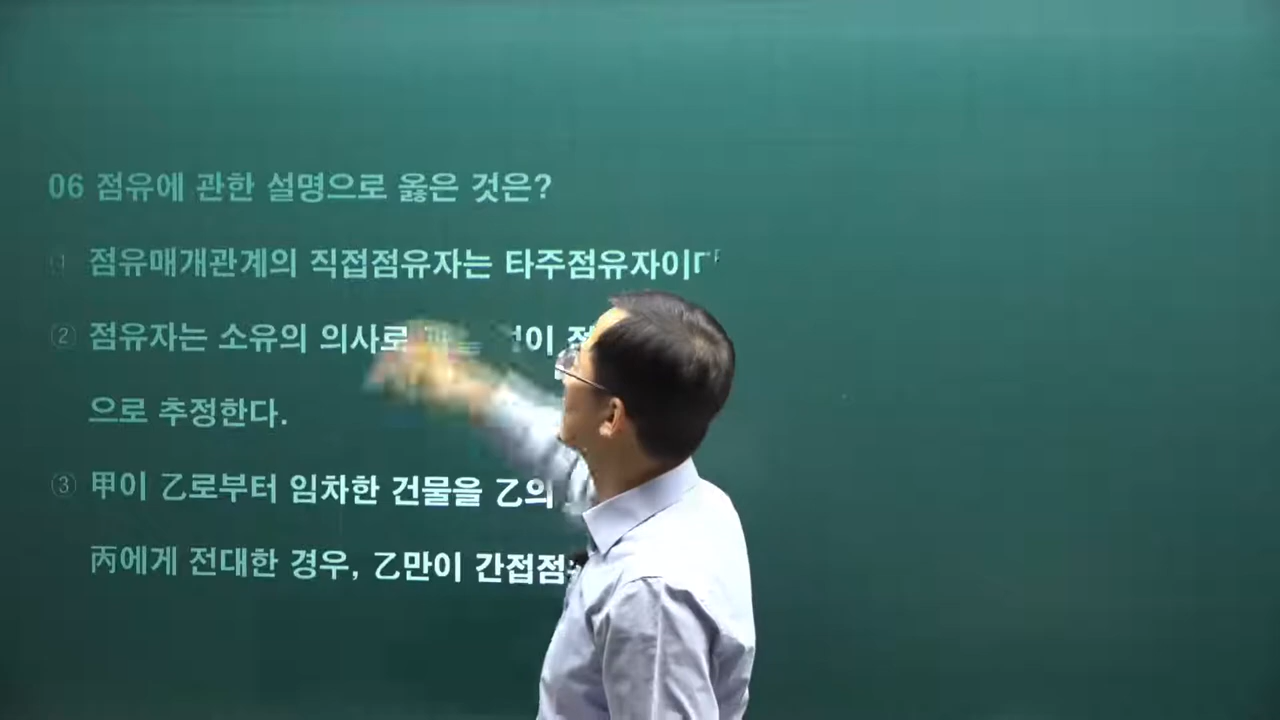 06 점유에 관한 설명으로 옳은 것은?
① 점유매개관계의 직접점유자는 타주점유자이다
② 점유자는 소유의 의사로
으로 추정한다.
③ 甲이 乙로부터 임차한 건물을 乙의
丙에게 전대한 경우, 乙만이 간접점